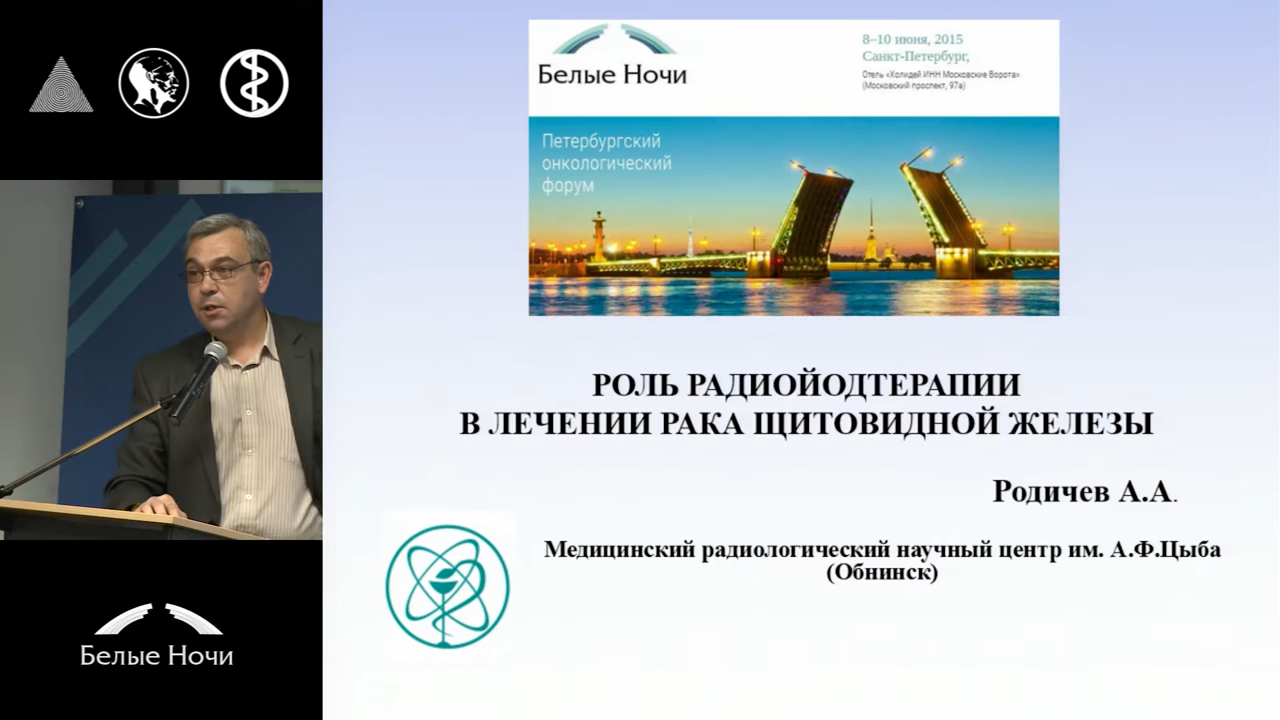 Белые Ночи
8–10 июня, 2015
Санкт-Петербург,
Отель «Холидей ИНН Московские Ворота»
(Московский проспект, 97а)
Петербургский
онкологический
форум
РОЛЬ РАДИОЙОДТЕРАПИИ
В ЛЕЧЕНИИ РАКА ЩИТОВИДНОЙ ЖЕЛЕЗЫ
Родичев А.А.
Медицинский радиологический научный центр им. А.Ф.Цыба
(Обнинск)
Белые Ночи